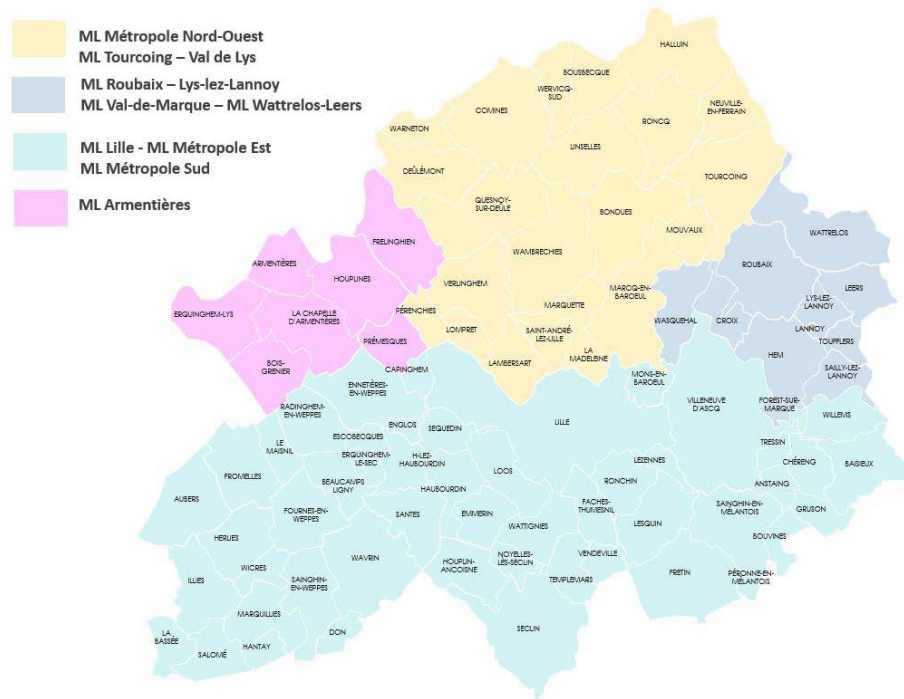 ML Métropole Nord-Ouest
ML Tourcoing – Val de Lys
ML Roubaix – Lys-lez-Lannoy
ML Val-de-Marque – ML Wattrelos-Leers
ML Lille - ML Métropole Est
ML Métropole Sud
ML Armentières
HALLUIN
BOUSBECQUE
WERVICQ-
SUD
COMINES
NEUVILLE-
EN-FERRAIN
RONCQ
WARNETON
LINSELLES
DEÛLÉMONT
TOURCOING
QUESNOY-
SUR-DEÛLE
BONDUES
MOUVAUX
WATTRELOS
FRELINGHIEN
WAMBRECHIES
ROUBAIX
ARMENTIÈRES
HOUPLINES
VERLINGHEM
MARCQ-EN-
BAROEUL
LEERS
LYS-LEZ-
LANNOY
ERQUINGHEM-LYS
LA CHAPELLE
D'ARMENTIÈRES
PÉRENCHIES
MARQUETTE
WASQUEHAL
CROIX
LANNOY
TOUFFLERS
LOMPRET
SAINT-ANDRÉ
LEZ-LILLE
PRÉMESQUES
LA
MADELEINE
HEM
BOIS-
GRENIER
LAMBERSART
SAILLY-LEZ-
LANNOY
CAPINGHEM
MONS-EN-
BAROEUL
ENNETIÈRES-
EN-WEPPES
VILLENEUVE
D'ASCQ
FOREST-SUR-
MARQUE
RADINGHEM-
EN-WEPPES
WILLEMS
ENGLOS
SEQUEDIN
LILLE
ESCOBECQUES
LE
MAISNIL
TRESSIN
ERQUINGHEM-
LE-SEC
H-LEZ-
HAUBOURDIN
LEZENNES
CHÉRENG
BAISIEUX
FROMELLES
LOOS
BEAUCAMPS
LIGNY
RONCHIN
ANSTAING
HAUBOURDIN
AUBERS
FOURNES-EN-
WEPPES
SANTES
EMMERIN
FACHES-
THUMESNIL
SAINGHIN-EN-
MÉLANTOIS
GRUSON
WATTIGNIES
LESQUIN
HERLIES
BOUVINES
WAVRIN
NOYELLES-
LES-SECLIN
VENDEVILLE
HOUPLIN-
ANCOISNE
WICRES
FRETIN
PÉRONNE-EN-
MÉLANTOIS
ILLIES
SAINGHIN-
EN-WEPPES
TEMPLEMARS
MARQUILLIES
SECLIN
LA
BASSÉE
DON
HANTAY
SALOMÉ